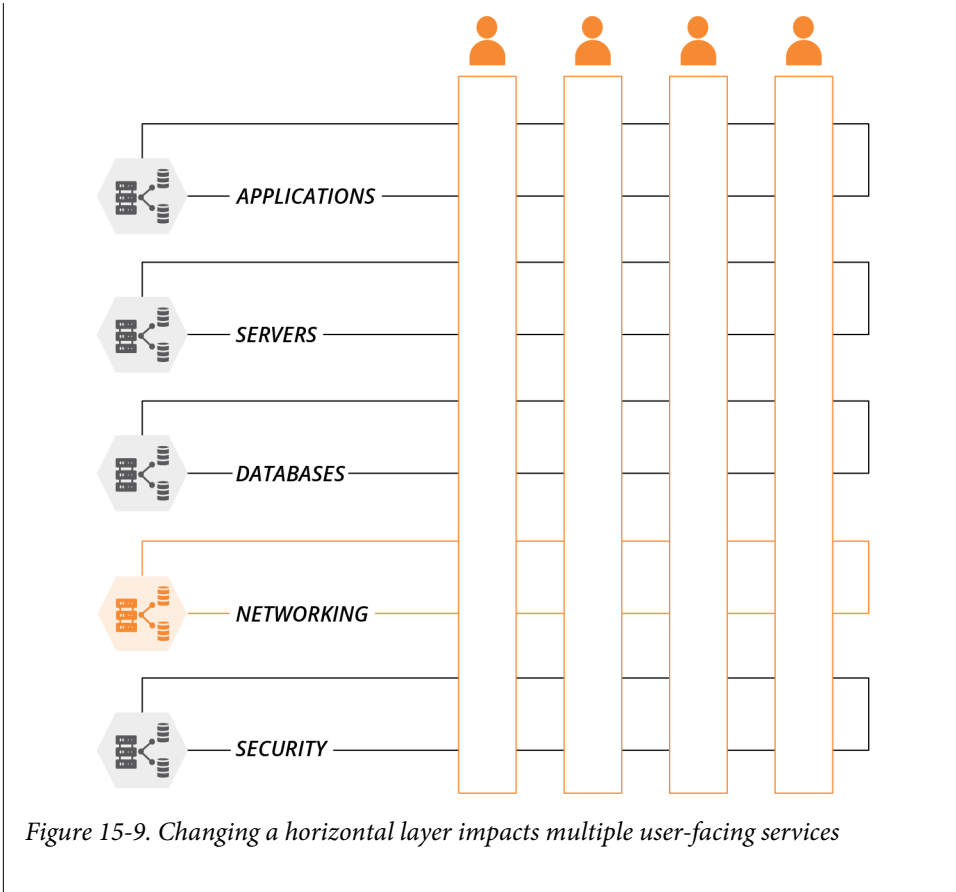 APPLICATIONS
SERVERS
DATABASES
NETWORKING
SECURITY
Figure 15-9. Changing a horizontal layer impacts multiple user-facing services